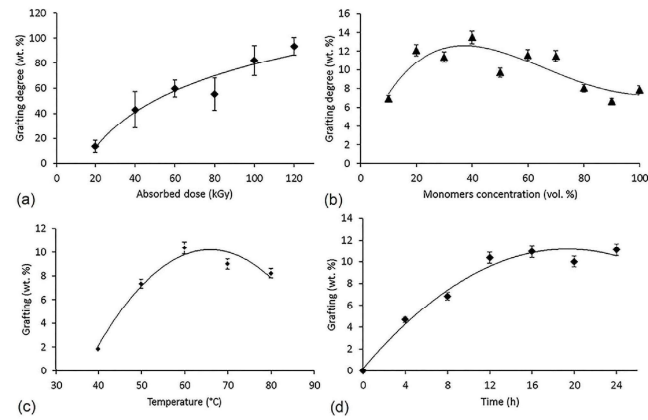 120
100
80
60
40
20
0
Grafting degree (wt. %)
0 20 40 60 80 100 120
Absorbed dose (kGy)
(a)
16
14
12
10
8
6
4
2
0
Grafting degree (wt. %)
0 20 40 60 80 100
Monomers concentration (vol. %)
(b)
12
10
8
6
4
2
0
Grafting (wt. %)
30 40 50 60 70 80 90
Temperature (°C)
(c)
14
12
10
8
6
4
2
0
Grafting (wt. %)
0 4 8 12 16 20 24
Time (h)
(d)